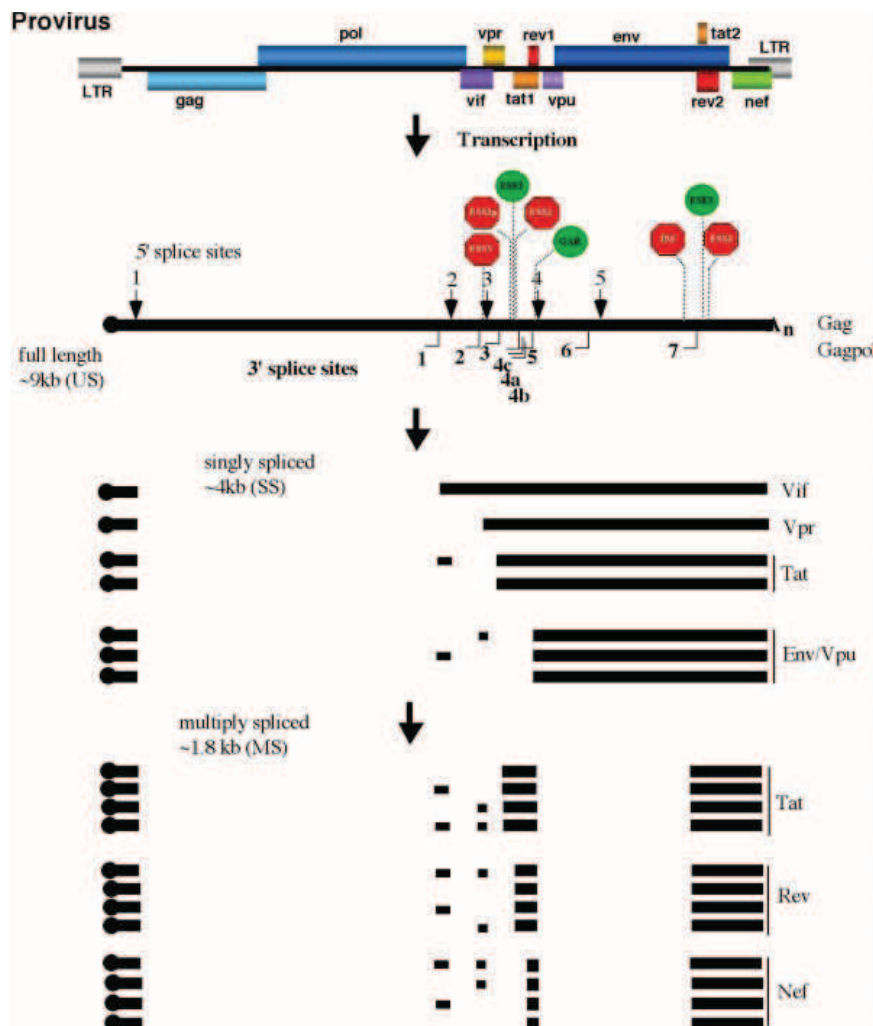 Provirus
pol vpr rev1 env tat2
LTR
LTR gag vif tat1 vpu rev2 nef
Transcription
ESE2
ESS2p ESS2
ESSV GAR
ESE3
ESS3
5' splice sites
1 2 3 4 5
n Gag
Gagpol
full length
~9kb (US)
3' splice sites
1 2 3 4c 5 6 7
4a
4b
singly spliced
~4kb (SS)
Vif
Vpr
Tat
Env/Vpu
multiply spliced
~1.8 kb (MS)
Tat
Rev
Nef